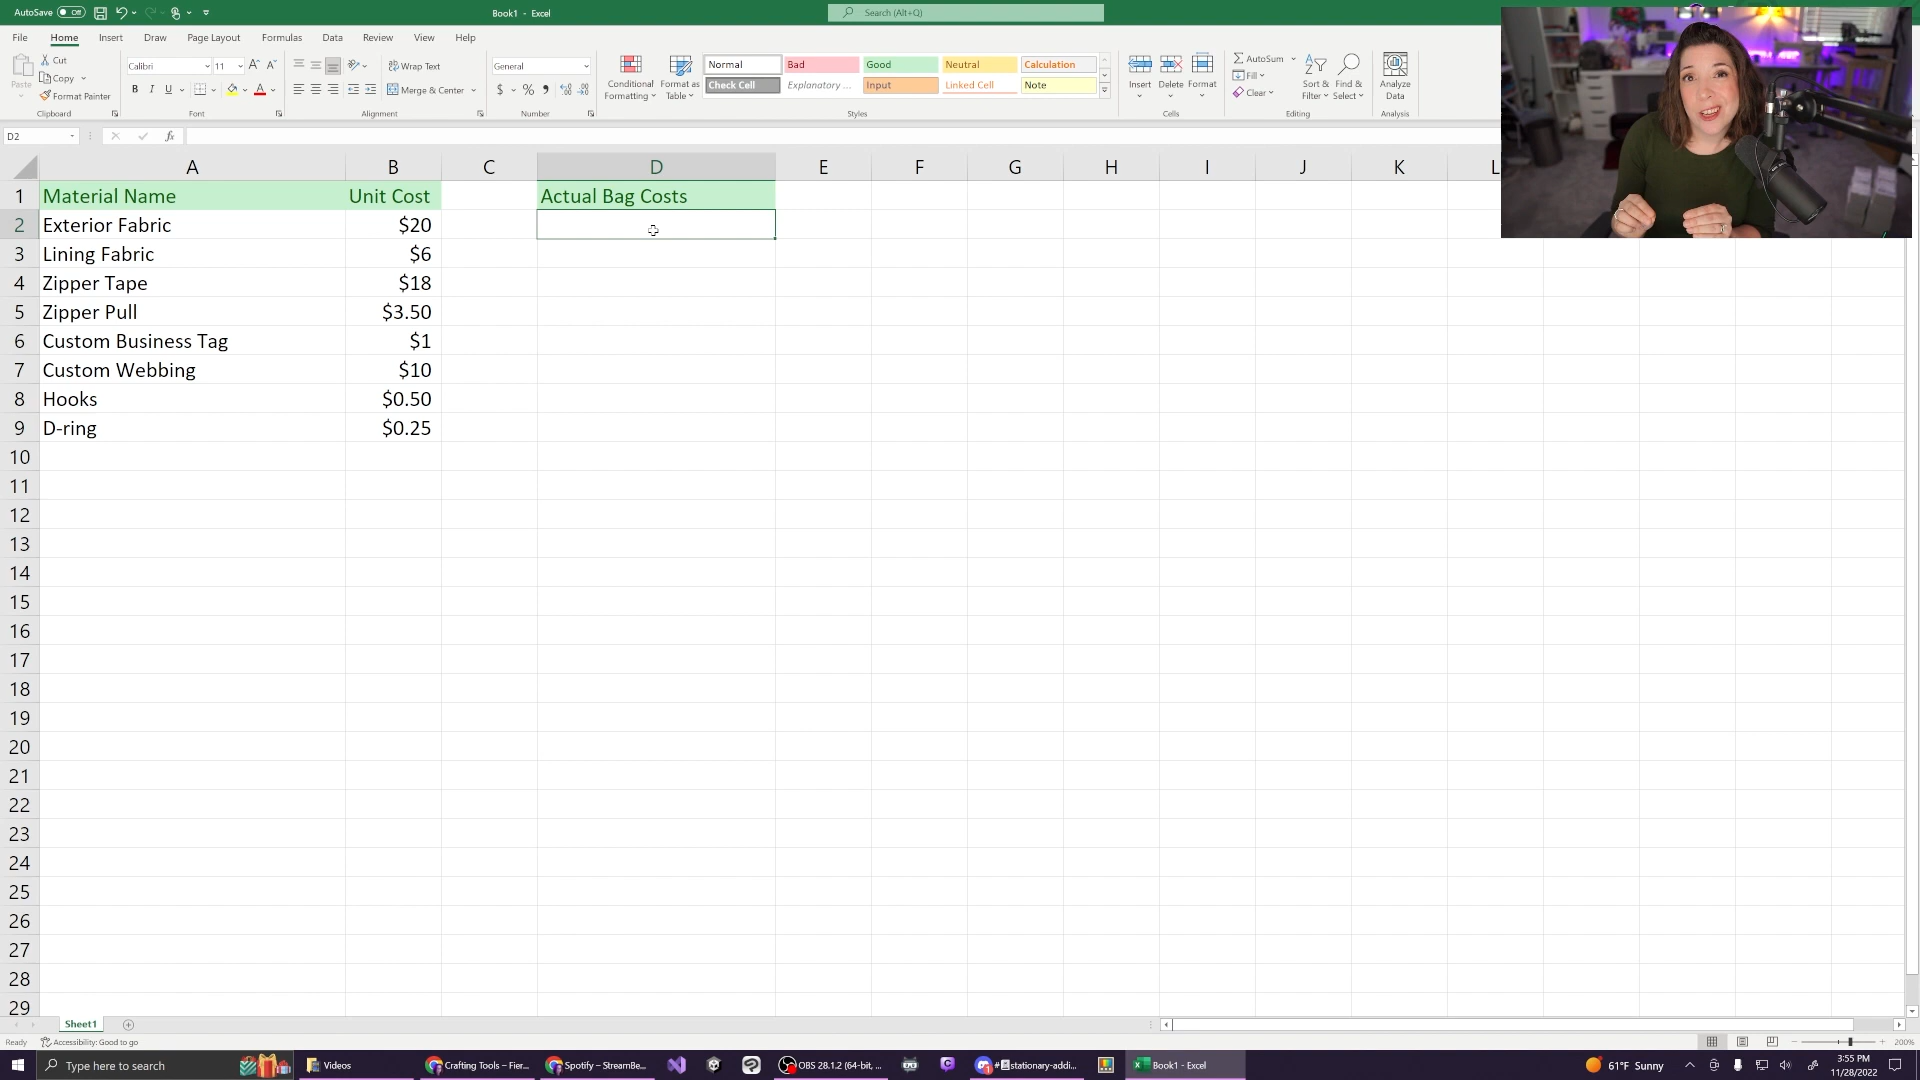 AutoSave Off
Book1 - Excel
Search (Alt+Q)
File Home Insert Draw Page Layout Formulas Data Review View Help
Paste
Cut
Copy
Format Painter
Clipboard
Calibri 11
B I U
Font
Wrap Text
Merge & Center
Alignment
General
$ % 9
Number
Conditional Formatting
Format as Table
Normal Bad Good Neutral Calculation
Check Cell Explanatory ... Input Linked Cell Note
Styles
Insert Delete Format
Cells
AutoSum
Fill
Clear
Sort & Filter
Find & Select
Editing
Analyze Data
Analysis
D2
fx
A B C D E F G H I J K L
1 Material Name Unit Cost Actual Bag Costs
2 Exterior Fabric $20
3 Lining Fabric $6
4 Zipper Tape $18
5 Zipper Pull $3.50
6 Custom Business Tag $1
7 Custom Webbing $10
8 Hooks $0.50
9 D-ring $0.25
10
11
12
13
14
15
16
17
18
19
20
21
22
23
24
25
26
27
28
29
Sheet1
Ready Accessibility: Good to go
200%
Type here to search
Videos
Crafting Tools – Fier...
Spotify – StreamBe...
OBS 28.1.2 (64-bit, ...
#stationary-addi...
Book1 - Excel
61°F Sunny
3:55 PM
11/28/2022